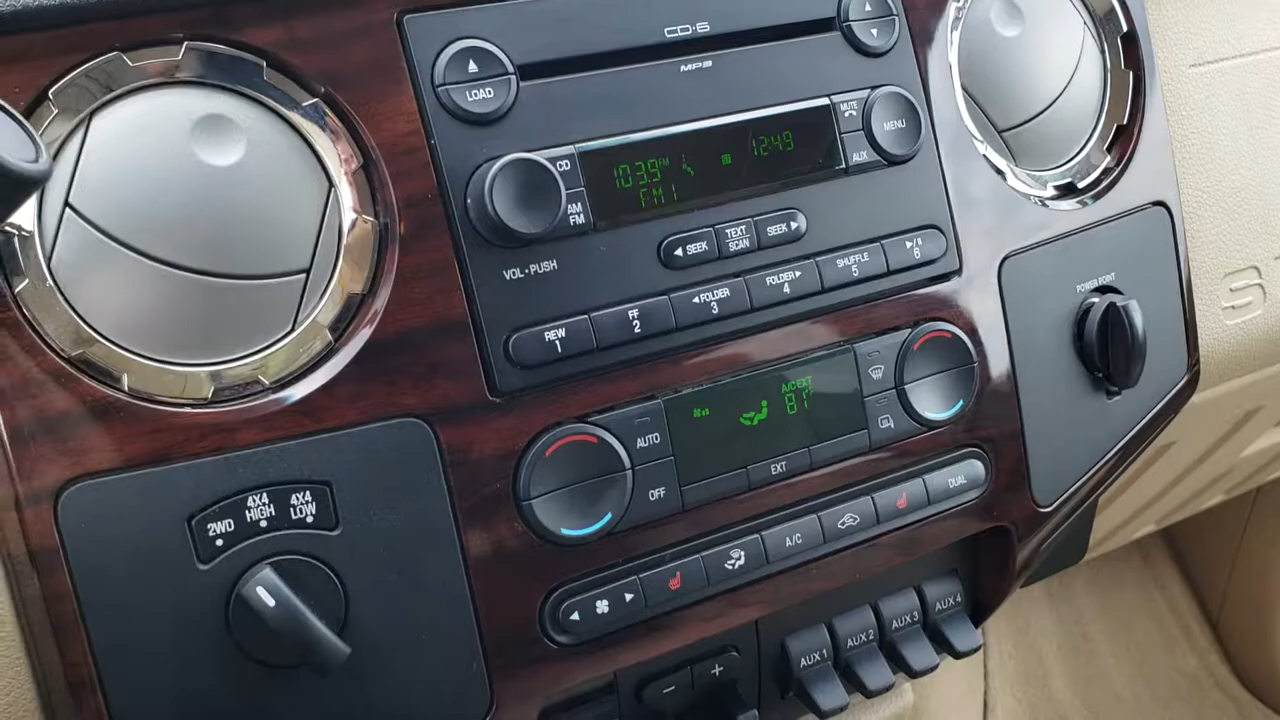 CD•6
MP3
LOAD
CD
AM
FM
103.9 FM
12:49
FM1
MUTE
AUX
MENU
VOL•PUSH
SEEK
TEXT
SCAN
SEEK
REW
1
FF
2
FOLDER
3
FOLDER
4
SHUFFLE
5
6
POWER POINT
S
AUTO
OFF
A/C EXT
81°F
EXT
A/C
DUAL
2WD
4X4
HIGH
4X4
LOW
AUX 1
AUX 2
AUX 3
AUX 4